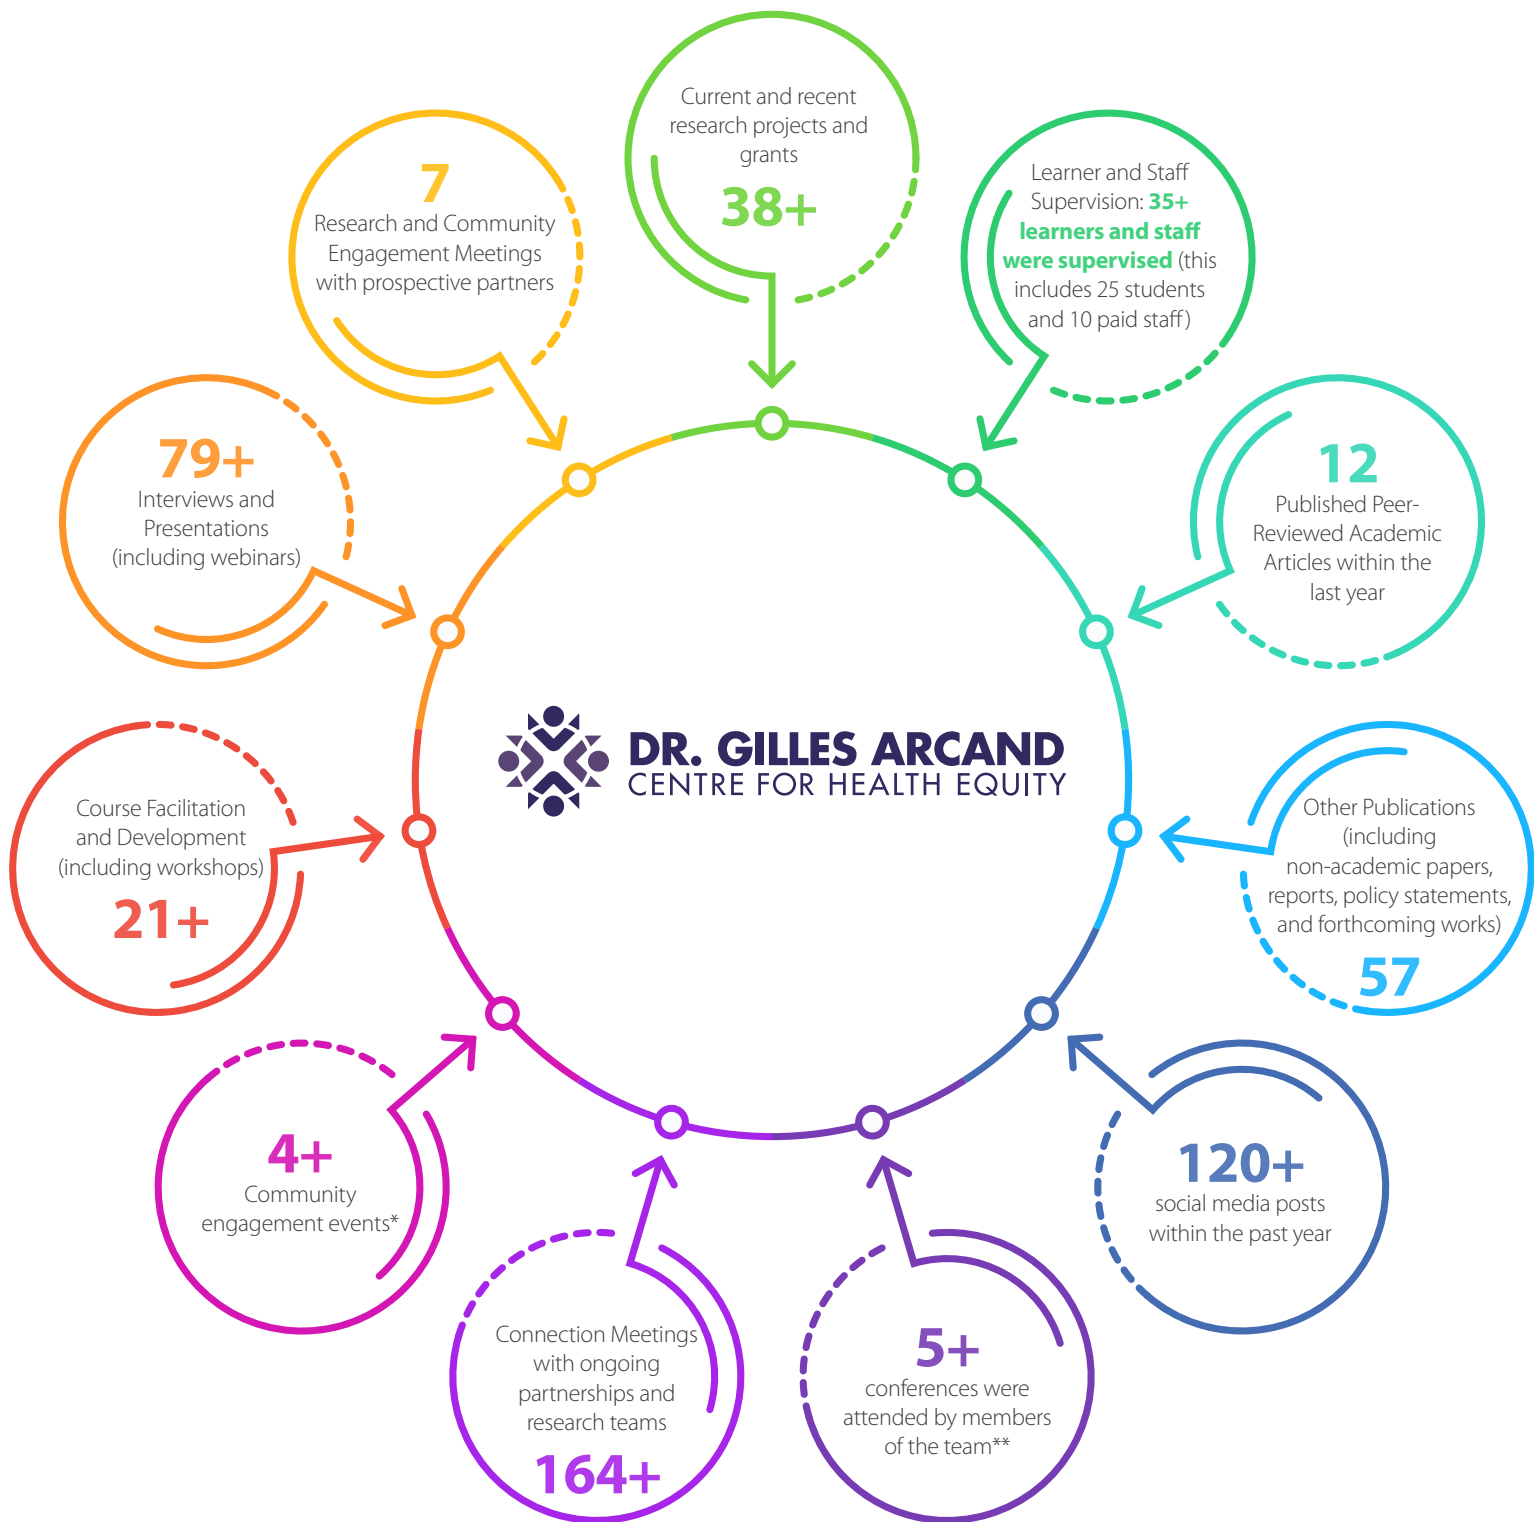 Current and recent
research projects and
grants
38+
Learner and Staff
Supervision: 35+
learners and staff
were supervised (this
includes 25 students
and 10 paid staff)
12
Published Peer-
Reviewed Academic
Articles within the
last year
Other Publications
(including
non-academic papers,
reports, policy statements,
and forthcoming works)
57
120+
social media posts
within the past year
5+
conferences were
attended by members
of the team**
Connection Meetings
with ongoing
partnerships and
research teams
164+
4+
Community
engagement events*
Course Facilitation
and Development
(including workshops)
21+
79+
Interviews and
Presentations
(including webinars)
7
Research and Community
Engagement Meetings
with prospective partners
DR. GILLES ARCAND
CENTRE FOR HEALTH EQUITY